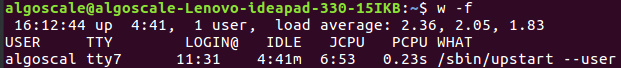 algoscale@algoscale-Lenovo-ideapad-330-15IKB:~$ w -f
16:12:44 up  4:41,  1 user,  load average: 2.36, 2.05, 1.83
USER     TTY        LOGIN@   IDLE   JCPU   PCPU WHAT
algoscal tty7      11:31    4:41m  6:53   0.23s /sbin/upstart --user